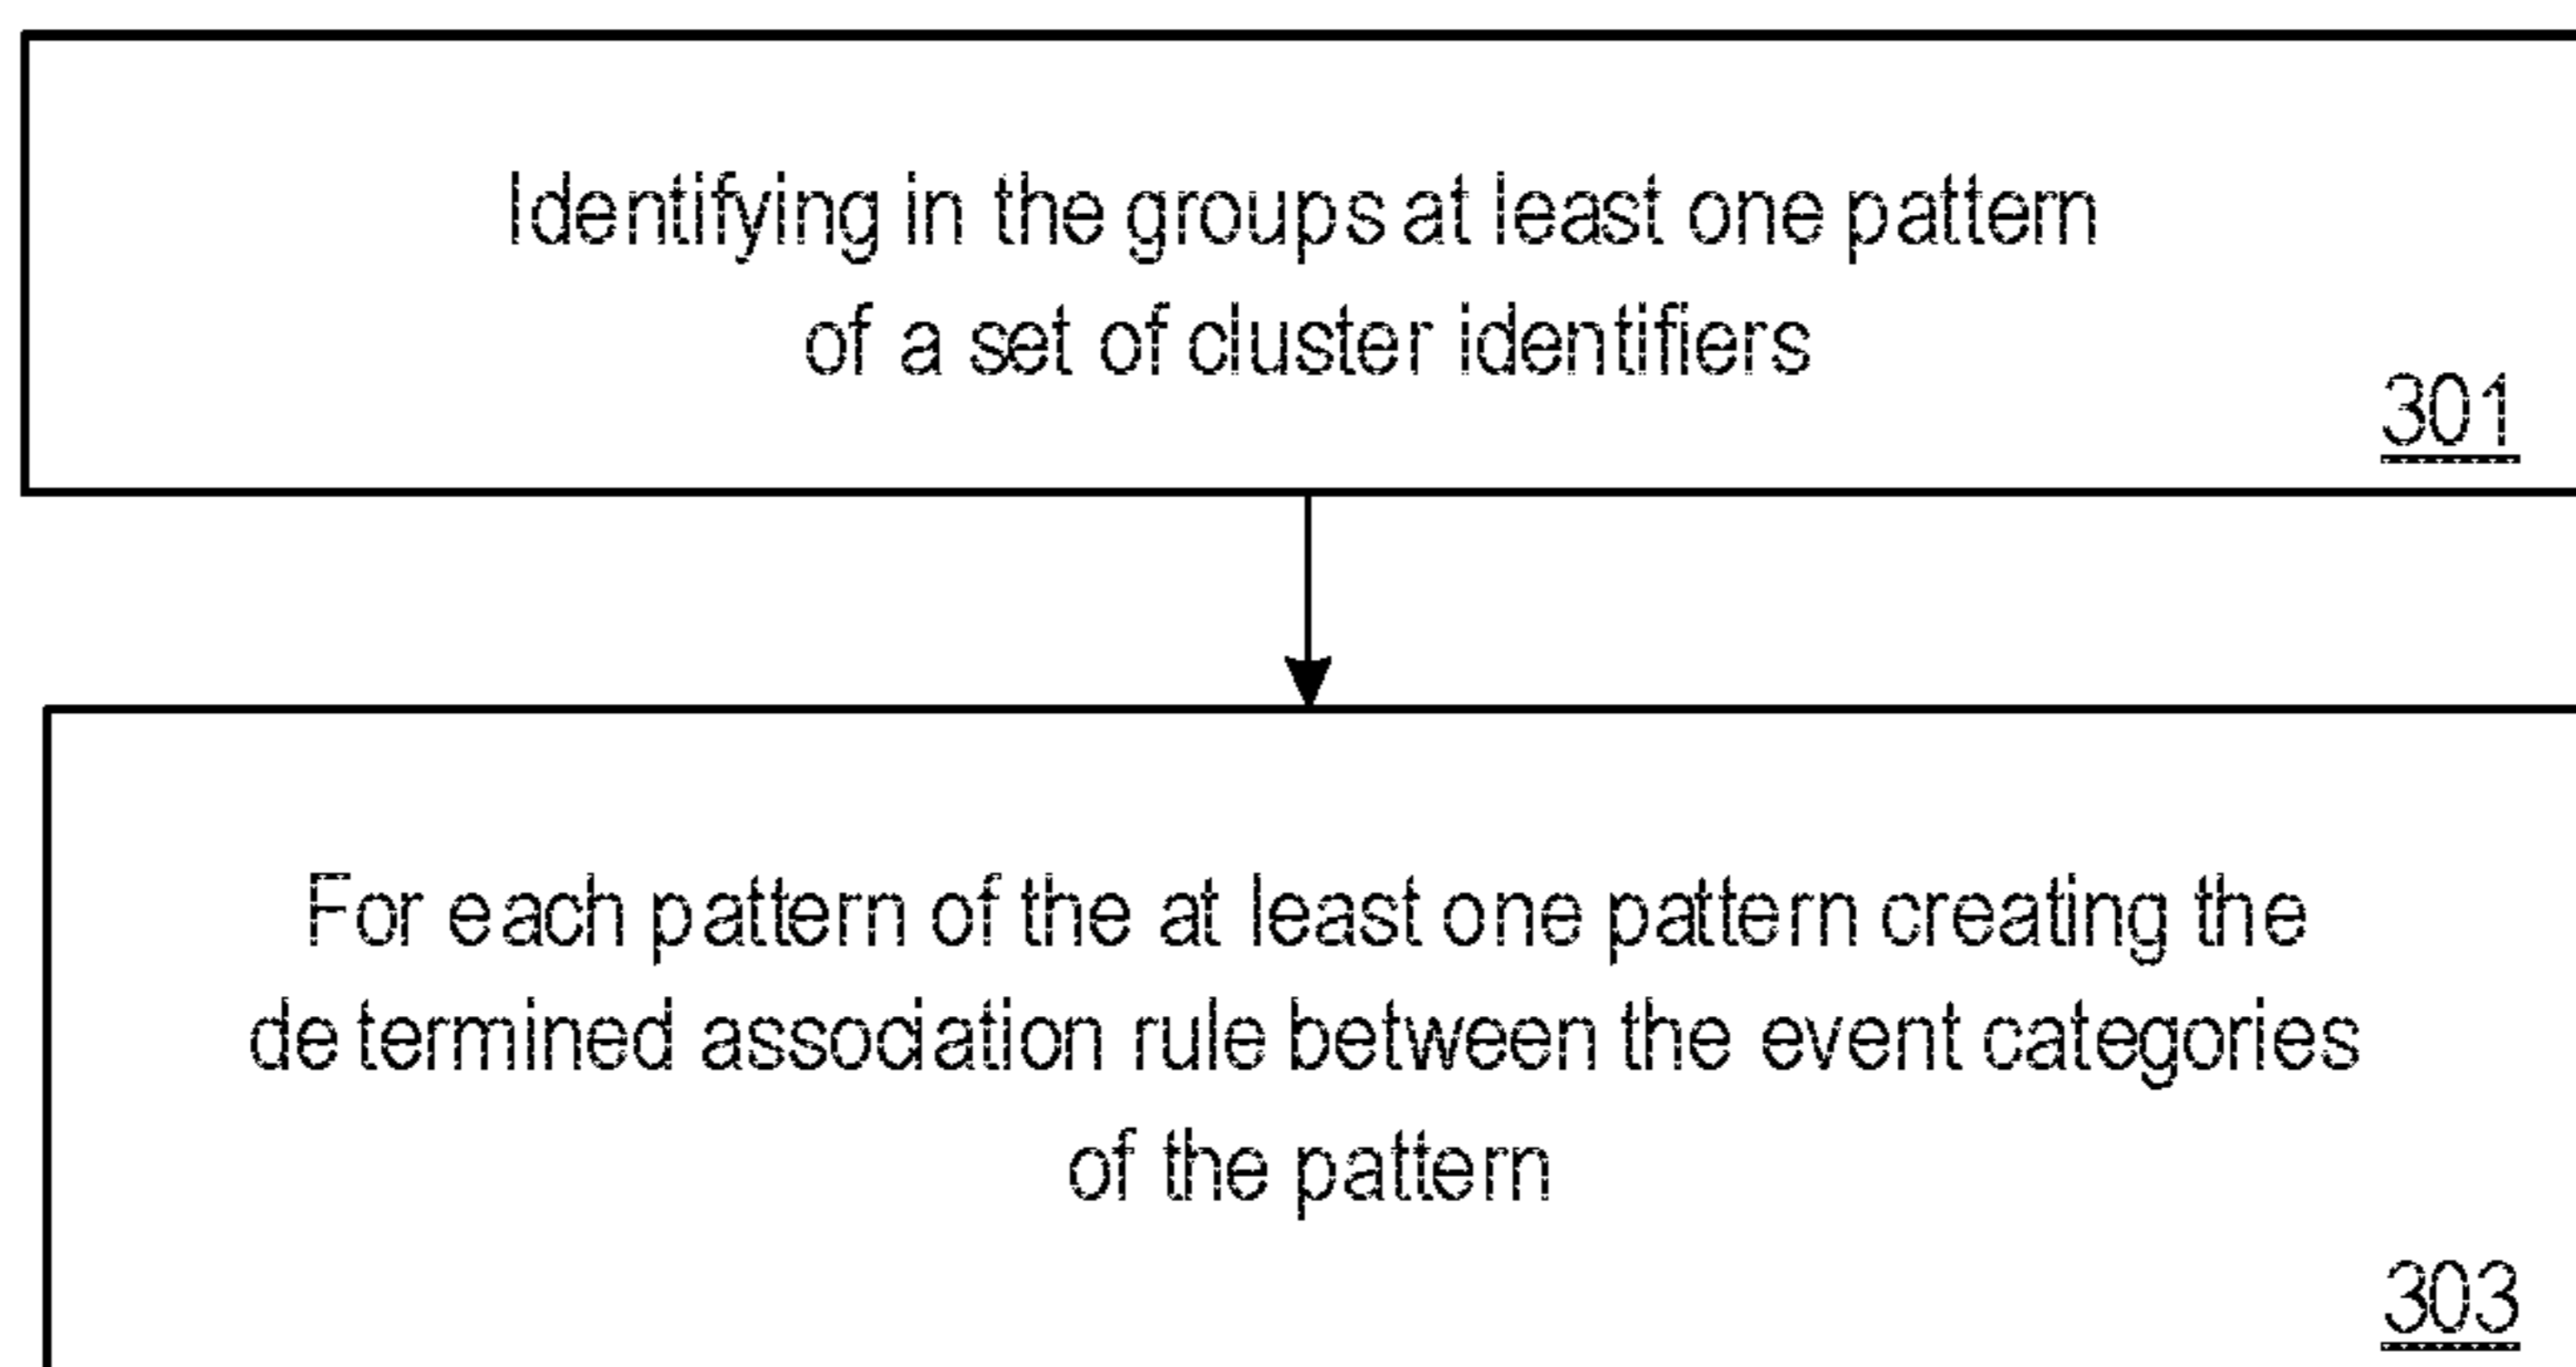 Identifying in the groups at least one pattern
of a set of cluster identifiers
301
For each pattern of the at least one pattern creating the
determined association rule between the event categories
of the pattern
303